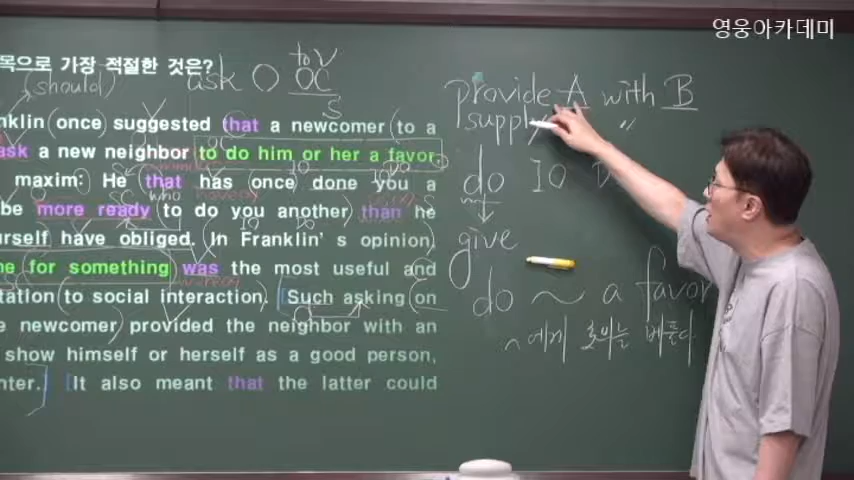 영웅아카데미
목으로 가장 적절한 것은?
(should)
ask O OC
to V
nklin (once) suggested that a newcomer (to a
ask a new neighbor to do him or her a favor.
maxim: He that has once done you a
who
be more ready to do you another than he
urself have obliged. In Franklin's opinion,
ne for something was the most useful and
tation (to social interaction. Such asking (on
e newcomer) provided the neighbor with an
show himself or herself as a good person,
nter. It also meant that the latter could
provide A with B
supply 〃
do IO D
give
do ~ a favor
~에게 호의를 베풀다